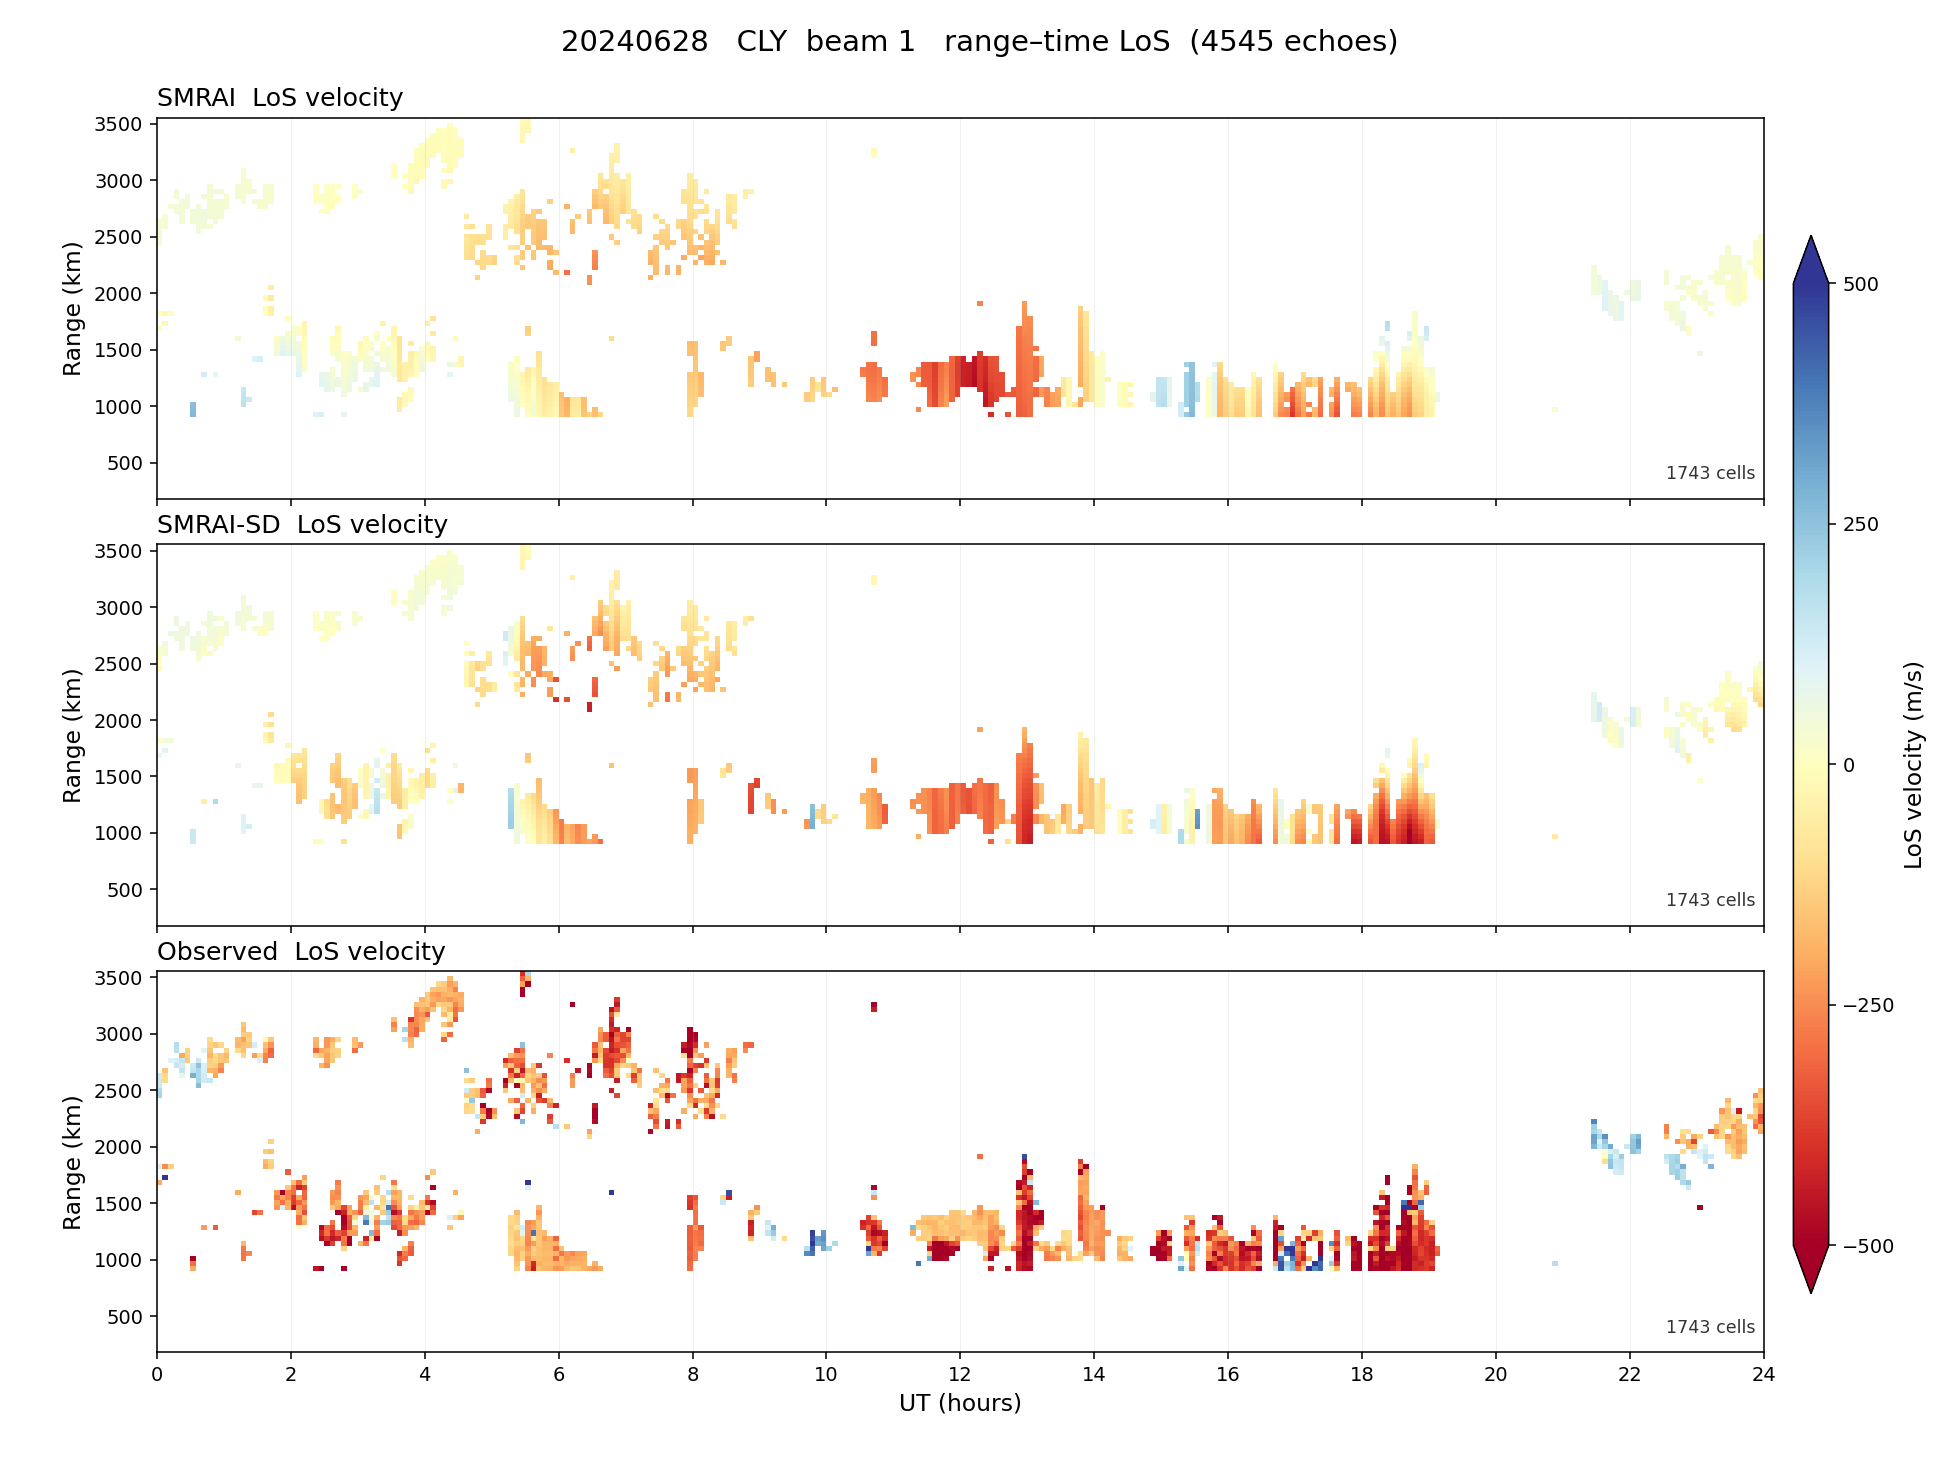 20240628   CLY  beam 1   range–time LoS  (4545 echoes)
SMRAI  LoS velocity
3500
3000
2500
2000
1500
1000
500
Range (km)
1743 cells
SMRAI-SD  LoS velocity
3500
3000
2500
2000
1500
1000
500
Range (km)
1743 cells
Observed  LoS velocity
3500
3000
2500
2000
1500
1000
500
Range (km)
1743 cells
0 2 4 6 8 10 12 14 16 18 20 22 24
UT (hours)
500
250
0
−250
−500
LoS velocity (m/s)